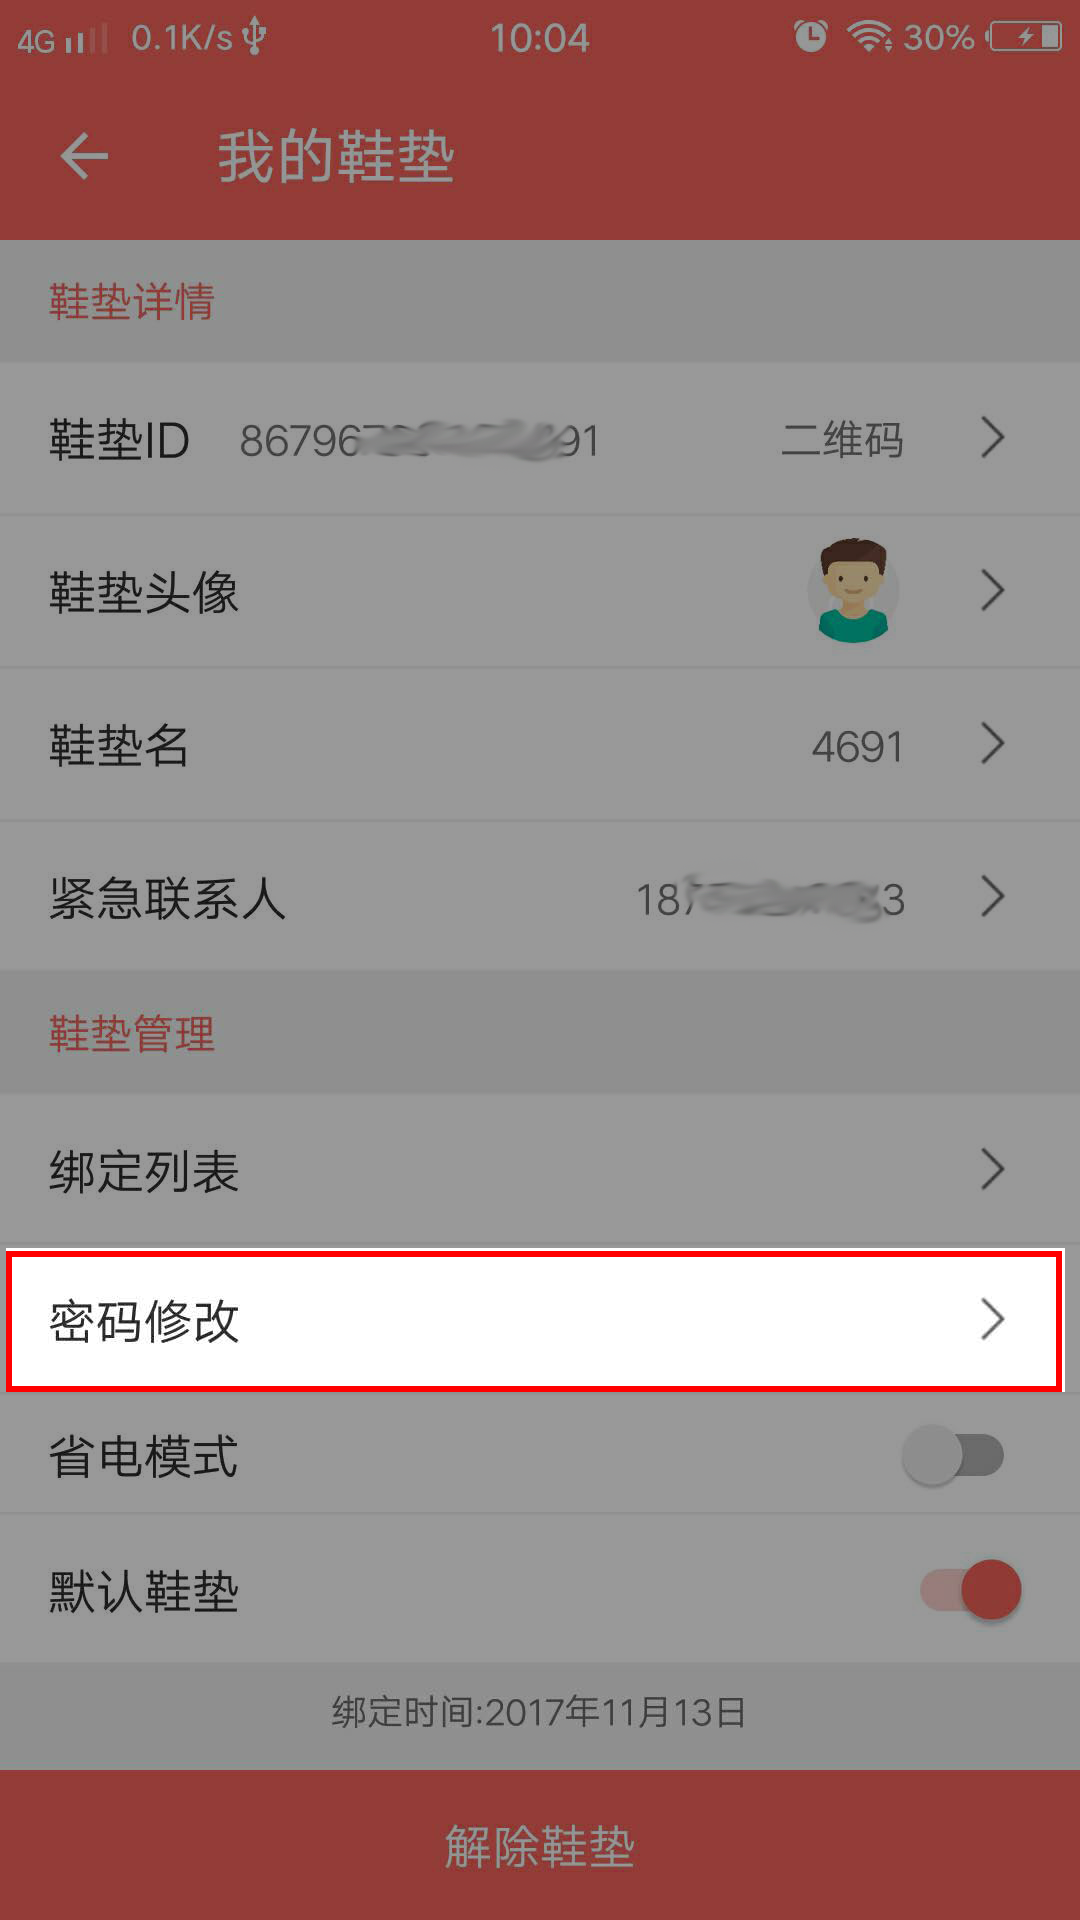 4G 0.1K/s 10:04 30%
我的鞋垫
鞋垫详情
鞋垫ID 86796 91 二维码
鞋垫头像
鞋垫名 4691
紧急联系人 187 3
鞋垫管理
绑定列表
密码修改
省电模式
默认鞋垫
绑定时间:2017年11月13日
解除鞋垫